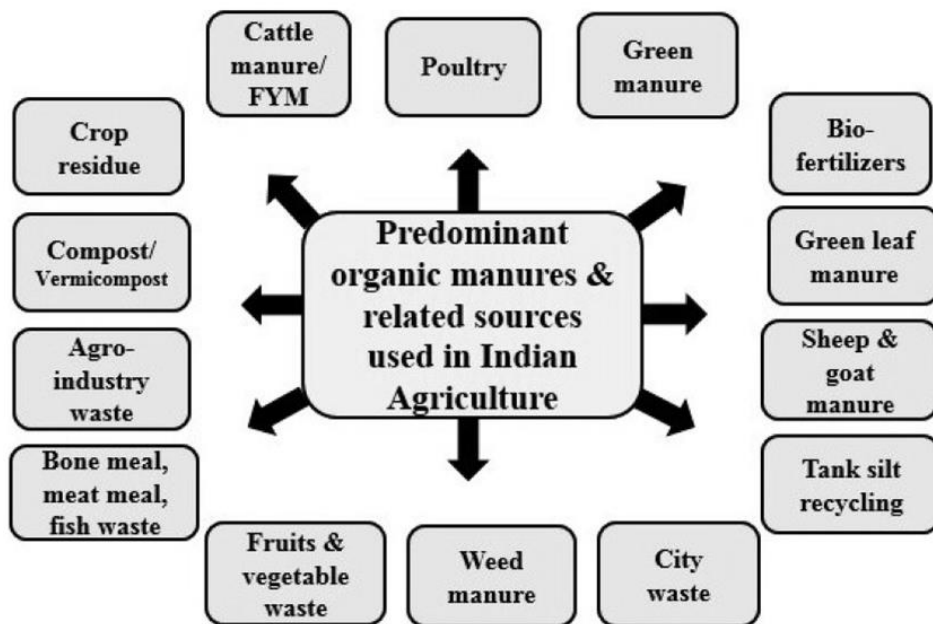 Cattle
manure/
FYM
Poultry
Green
manure
Crop
residue
Bio-
fertilizers
Compost/
Vermicompost
Green leaf
manure
Predominant
organic manures &
related sources
used in Indian
Agriculture
Agro-
industry
waste
Sheep &
goat
manure
Bone meal,
meat meal,
fish waste
Tank silt
recycling
Fruits &
vegetable
waste
Weed
manure
City
waste